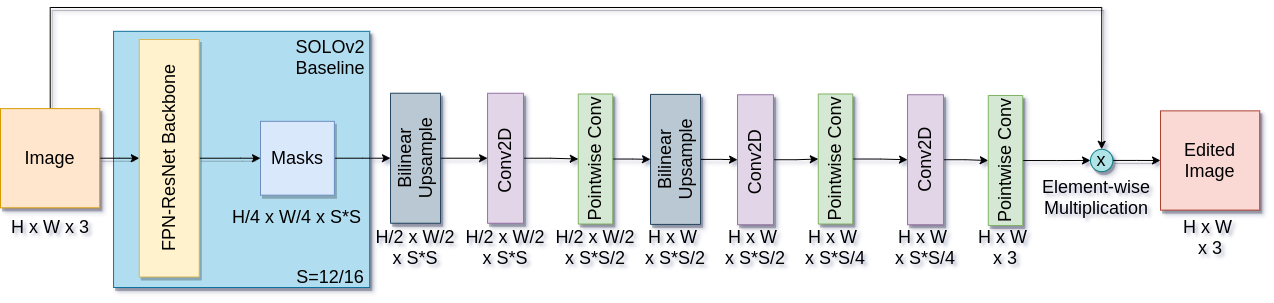 Image
H x W x 3
SOLOv2
Baseline
FPN-ResNet Backbone
Masks
H/4 x W/4 x S*S
S=12/16
Bilinear
Upsample
H/2 x W/2
x S*S
Conv2D
H/2 x W/2
x S*S
Pointwise Conv
H/2 x W/2
x S*S/2
Bilinear
Upsample
H x W
x S*S/2
Conv2D
H x W
x S*S/2
Pointwise Conv
H x W
x S*S/4
Conv2D
H x W
x S*S/4
Pointwise Conv
H x W
x 3
x
Element-wise
Multiplication
Edited
Image
H x W
x 3